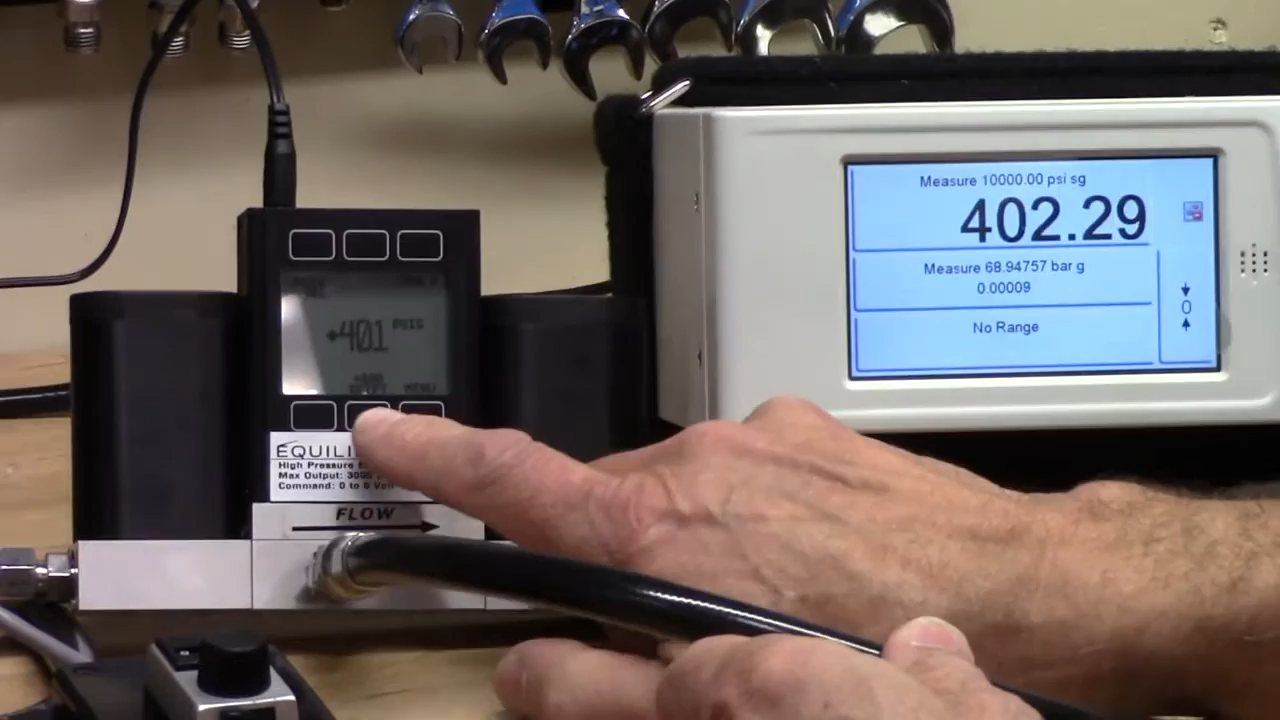 +401 PSIG
MENU
EQUILI
High Pressure
Max Output: 3000
Command: 0 to 5 Volt
FLOW
Measure 10000.00 psi sg
402.29
Measure 68.94757 bar g
0.00009
No Range
0